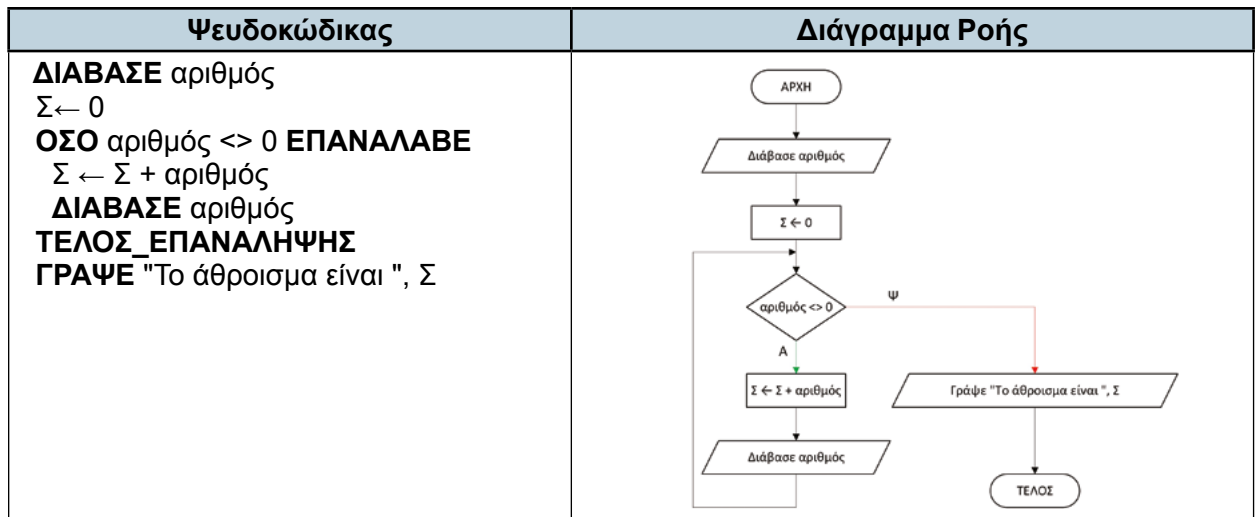 Ψευδοκώδικας
Διάγραμμα Ροής
ΔΙΑΒΑΣΕ αριθμός
Σ← 0
ΟΣΟ αριθμός <> 0 ΕΠΑΝΑΛΑΒΕ
Σ ← Σ + αριθμός
ΔΙΑΒΑΣΕ αριθμός
ΤΕΛΟΣ_ΕΠΑΝΑΛΗΨΗΣ
ΓΡΑΨΕ "Το άθροισμα είναι ", Σ
ΑΡΧΗ
Διάβασε αριθμός
Σ ← 0
αριθμός <> 0
Ψ
Α
Σ ← Σ + αριθμός
Γράψε "Το άθροισμα είναι ", Σ
Διάβασε αριθμός
ΤΕΛΟΣ